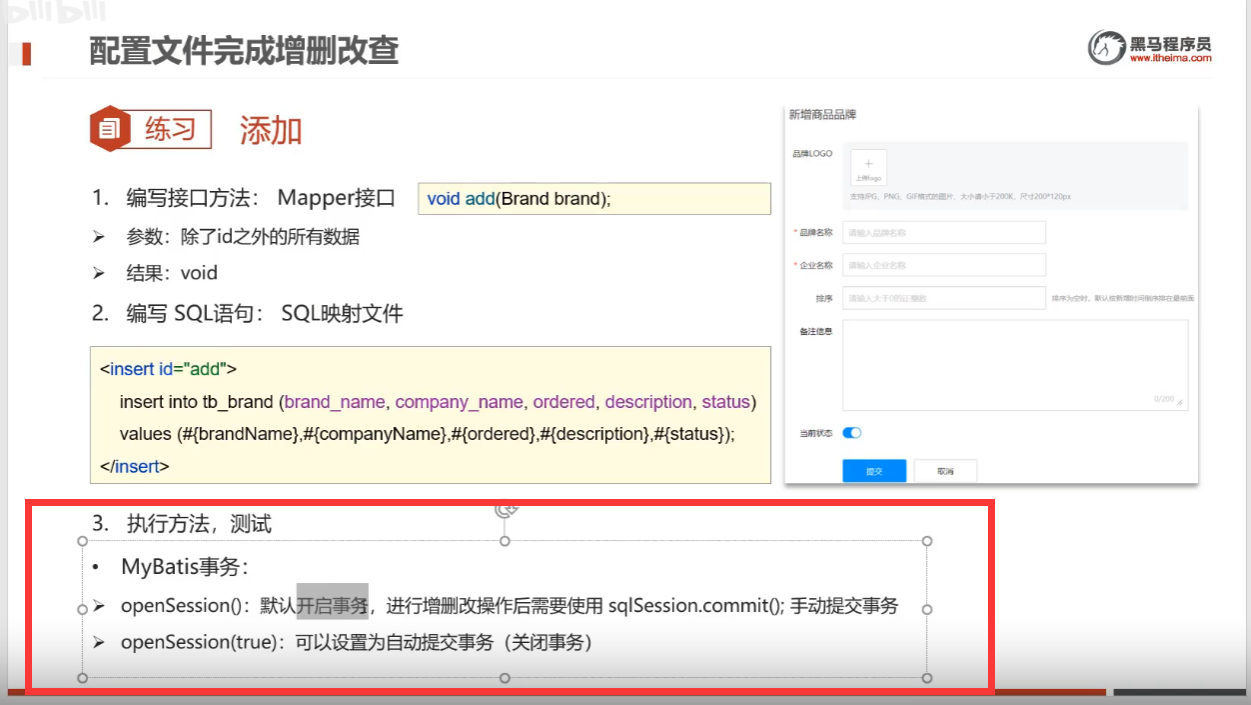 bilibili
配置文件完成增删改查
黑马程序员
www.itheima.com
练习
添加
1. 编写接口方法： Mapper接口
void add(Brand brand);
➢ 参数：除了id之外的所有数据
➢ 结果：void
2. 编写 SQL语句： SQL映射文件
<insert id="add">
insert into tb_brand (brand_name, company_name, ordered, description, status)
values (#{brandName},#{companyName},#{ordered},#{description},#{status});
</insert>
新增商品品牌
品牌LOGO
+
上传logo
支持JPG、PNG、GIF格式的图片，大小请小于200K，尺寸200*120px
* 品牌名称 请输入品牌名称
* 企业名称 请输入企业名称
排序 请输入大于0的正整数 排序为空时，默认按新增时间倒序排在最前面
备注信息
0/200
当前状态
提交 取消
3. 执行方法，测试
• MyBatis事务：
➢ openSession()：默认开启事务，进行增删改操作后需要使用 sqlSession.commit(); 手动提交事务
➢ openSession(true)：可以设置为自动提交事务（关闭事务）